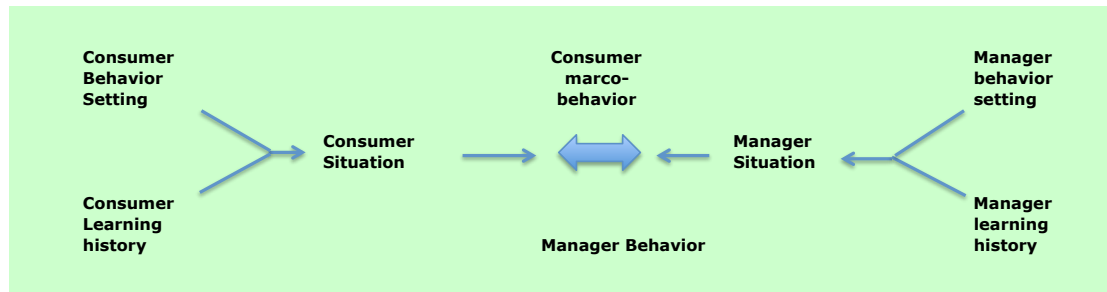 Consumer
Behavior
Setting
Consumer
Learning
history
Consumer
Situation
Consumer
marco-
behavior
Manager Behavior
Manager
Situation
Manager
behavior
setting
Manager
learning
history